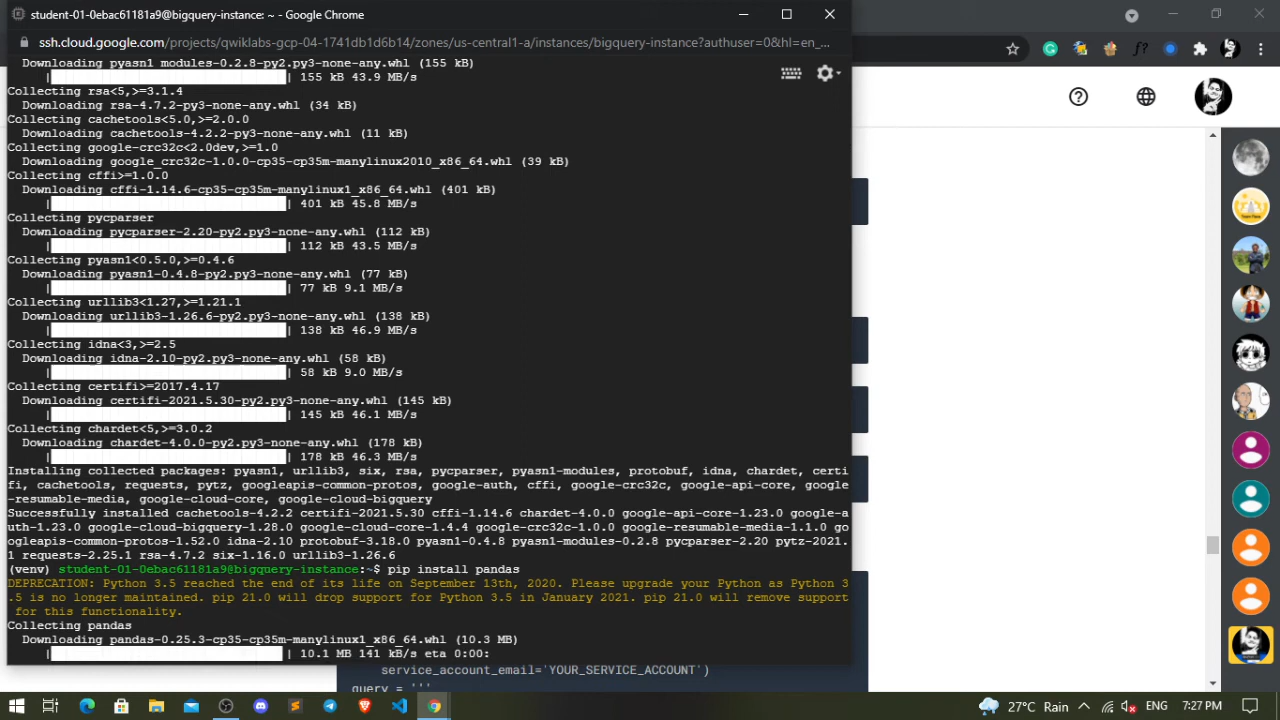 student-01-0ebac61181a9@bigquery-instance: ~ - Google Chrome
ssh.cloud.google.com/projects/qwiklabs-gcp-04-1741db1d6b14/zones/us-central1-a/instances/bigquery-instance?authuser=0&hl=en_...
Downloading pyasn1_modules-0.2.8-py2.py3-none-any.whl (155 kB)
| 155 kB 43.9 MB/s
Collecting rsa<5,>=3.1.4
Downloading rsa-4.7.2-py3-none-any.whl (34 kB)
Collecting cachetools<5.0,>=2.0.0
Downloading cachetools-4.2.2-py3-none-any.whl (11 kB)
Collecting google-crc32c<2.0dev,>=1.0
Downloading google_crc32c-1.0.0-cp35-cp35m-manylinux2010_x86_64.whl (39 kB)
Collecting cffi>=1.0.0
Downloading cffi-1.14.6-cp35-cp35m-manylinux1_x86_64.whl (401 kB)
| 401 kB 45.8 MB/s
Collecting pycparser
Downloading pycparser-2.20-py2.py3-none-any.whl (112 kB)
| 112 kB 43.5 MB/s
Collecting pyasn1<0.5.0,>=0.4.6
Downloading pyasn1-0.4.8-py2.py3-none-any.whl (77 kB)
| 77 kB 9.1 MB/s
Collecting urllib3<1.27,>=1.21.1
Downloading urllib3-1.26.6-py2.py3-none-any.whl (138 kB)
| 138 kB 46.9 MB/s
Collecting idna<3,>=2.5
Downloading idna-2.10-py2.py3-none-any.whl (58 kB)
| 58 kB 9.0 MB/s
Collecting certifi>=2017.4.17
Downloading certifi-2021.5.30-py2.py3-none-any.whl (145 kB)
| 145 kB 46.1 MB/s
Collecting chardet<5,>=3.0.2
Downloading chardet-4.0.0-py2.py3-none-any.whl (178 kB)
| 178 kB 46.3 MB/s
Installing collected packages: pyasn1, urllib3, six, rsa, pycparser, pyasn1-modules, protobuf, idna, chardet, certi
fi, cachetools, requests, pytz, googleapis-common-protos, google-auth, cffi, google-crc32c, google-api-core, google
-resumable-media, google-cloud-core, google-cloud-bigquery
Successfully installed cachetools-4.2.2 certifi-2021.5.30 cffi-1.14.6 chardet-4.0.0 google-api-core-1.23.0 google-a
uth-1.23.0 google-cloud-bigquery-1.28.0 google-cloud-core-1.4.4 google-crc32c-1.0.0 google-resumable-media-1.1.0 go
ogleapis-common-protos-1.52.0 idna-2.10 protobuf-3.18.0 pyasn1-0.4.8 pyasn1-modules-0.2.8 pycparser-2.20 pytz-2021.
1 requests-2.25.1 rsa-4.7.2 six-1.16.0 urllib3-1.26.6
(venv) student-01-0ebac61181a9@bigquery-instance:~$ pip install pandas
DEPRECATION: Python 3.5 reached the end of its life on September 13th, 2020. Please upgrade your Python as Python 3
.5 is no longer maintained. pip 21.0 will drop support for Python 3.5 in January 2021. pip 21.0 will remove support
for this functionality.
Collecting pandas
Downloading pandas-0.25.3-cp35-cp35m-manylinux1_x86_64.whl (10.3 MB)
| 10.1 MB 141 kB/s eta 0:00:
service_account_email='YOUR_SERVICE_ACCOUNT')
query = '''
27°C Rain
ENG
7:27 PM